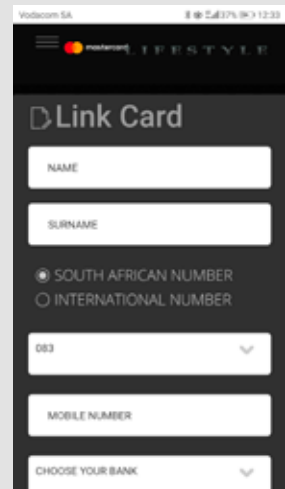 Vodacom SA 37% 12:33
mastercard LIFESTYLE
Link Card
NAME
SURNAME
SOUTH AFRICAN NUMBER
INTERNATIONAL NUMBER
083
MOBILE NUMBER
CHOOSE YOUR BANK